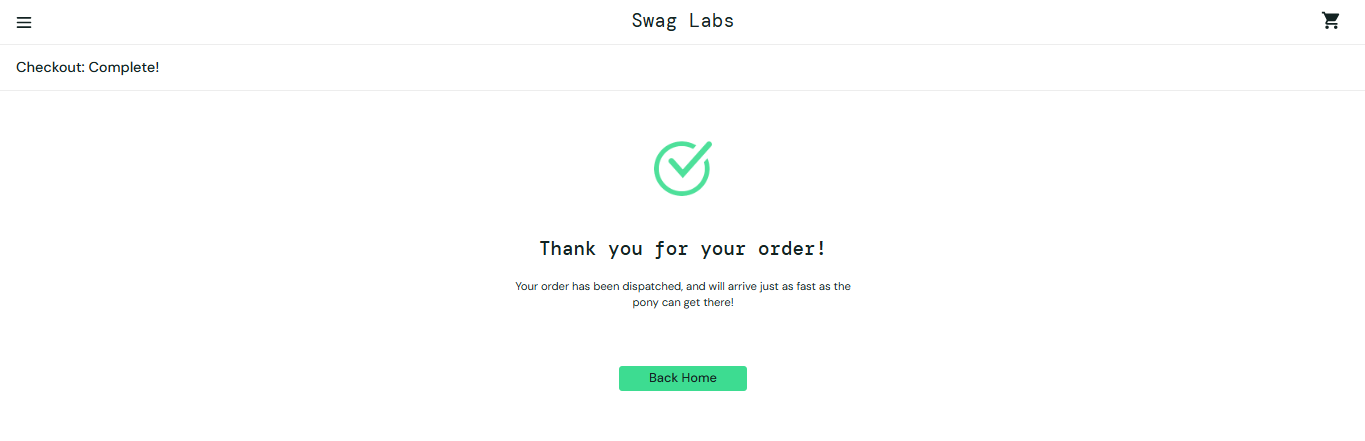 Swag Labs
Checkout: Complete!
Thank you for your order!
Your order has been dispatched, and will arrive just as fast as the
pony can get there!
Back Home